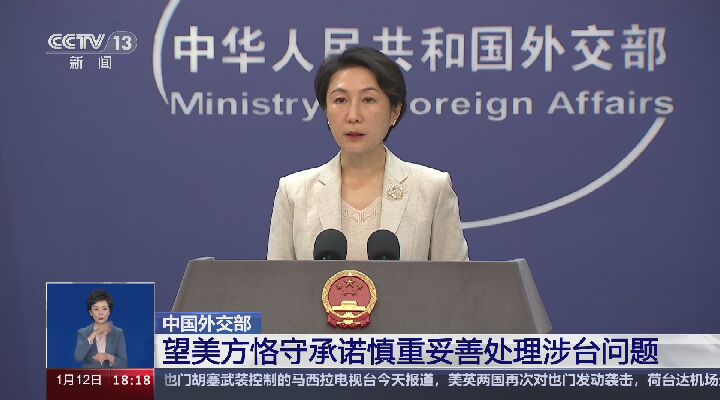 CCTV 13
新闻
中华人民共和国外交部
Ministry Foreign Affairs
中国外交部
望美方恪守承诺慎重妥善处理涉台问题
1月12日 18:18
也门胡塞武装控制的马西拉电视台今天报道，美英两国再次对也门发动袭击，荷台达机场